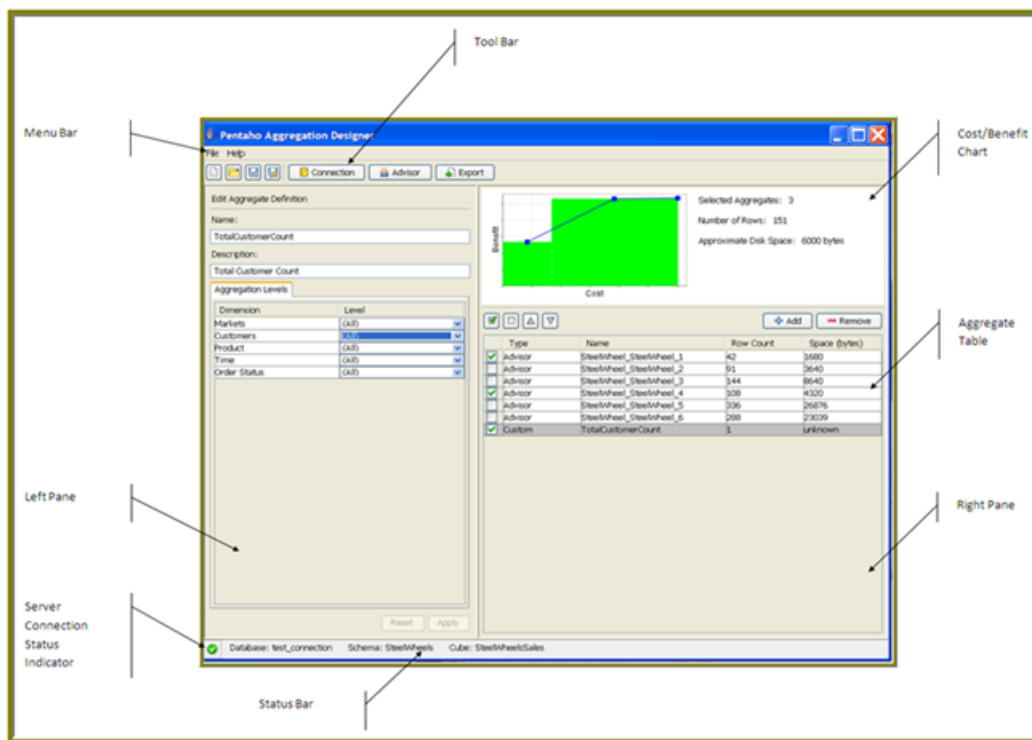 Tool Bar
Menu Bar
Cost/Benefit
Chart
Pentaho Aggregation Designer
File Help
Connection Advisor Export
Edit Aggregate Definition
Name:
TotalCustomerCount
Description:
Total Customer Count
Aggregation Levels
Dimension Level
Markets (All)
Customers (All)
Product (All)
Time (All)
Order Status (All)
Reset Apply
Benefit
Cost
Selected Aggregates: 3
Number of Rows: 151
Approximate Disk Space: 6000 bytes
Add Remove
Type Name Row Count Space (bytes)
Advisor SteelWheel_SteelWheel_1 42 1680
Advisor SteelWheel_SteelWheel_2 91 3640
Advisor SteelWheel_SteelWheel_3 144 8640
Advisor SteelWheel_SteelWheel_4 108 4320
Advisor SteelWheel_SteelWheel_5 336 26876
Advisor SteelWheel_SteelWheel_6 288 23039
Custom TotalCustomerCount 1 unknown
Aggregate
Table
Left Pane
Right Pane
Server
Connection
Status
Indicator
Database: test_connection Schema: SteelWheels Cube: SteelWheelsSales
Status Bar